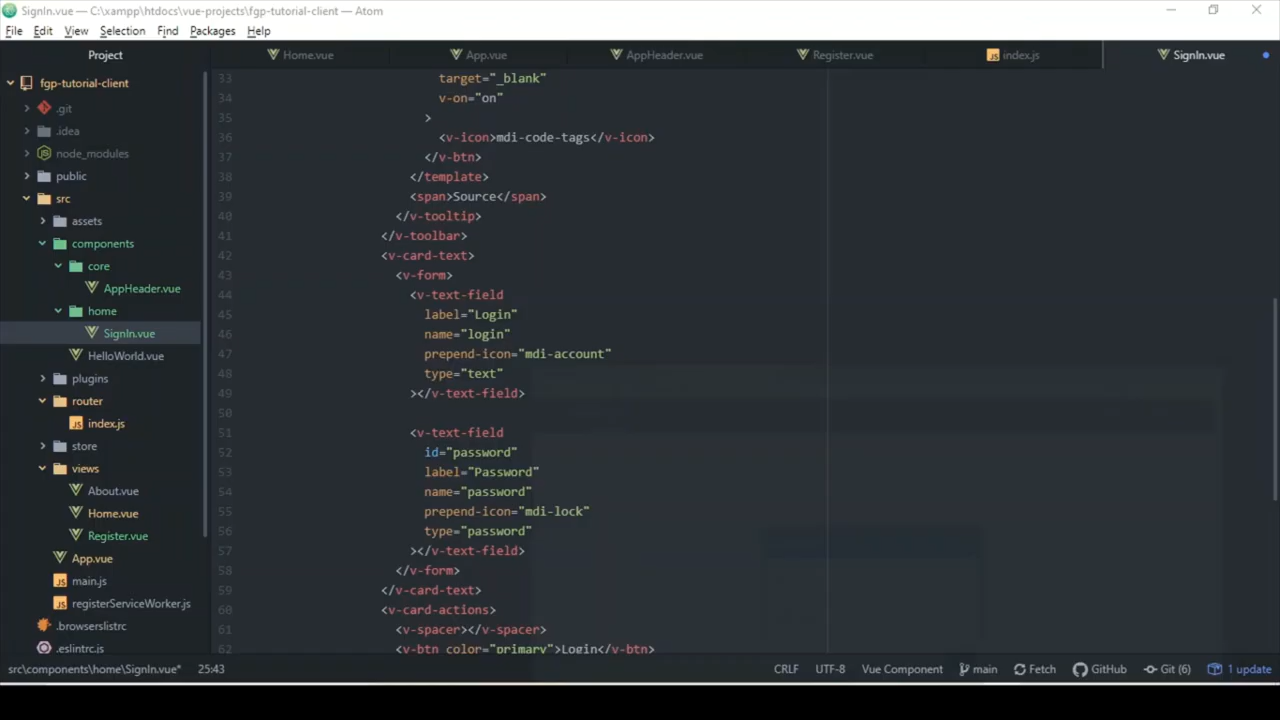 SignIn.vue — C:\xampp\htdocs\vue-projects\fgp-tutorial-client — Atom
File Edit View Selection Find Packages Help
Project
Home.vue App.vue AppHeader.vue Register.vue index.js SignIn.vue
fgp-tutorial-client
.git
.idea
node_modules
public
src
assets
components
core
AppHeader.vue
home
SignIn.vue
HelloWorld.vue
plugins
router
index.js
store
views
About.vue
Home.vue
Register.vue
App.vue
main.js
registerServiceWorker.js
.browserslistrc
.eslintrc.js
33 target="_blank"
34 v-on="on"
35 >
36 <v-icon>mdi-code-tags</v-icon>
37 </v-btn>
38 </template>
39 <span>Source</span>
40 </v-tooltip>
41 </v-toolbar>
42 <v-card-text>
43 <v-form>
44 <v-text-field
45 label="Login"
46 name="login"
47 prepend-icon="mdi-account"
48 type="text"
49 ></v-text-field>
50
51 <v-text-field
52 id="password"
53 label="Password"
54 name="password"
55 prepend-icon="mdi-lock"
56 type="password"
57 ></v-text-field>
58 </v-form>
59 </v-card-text>
60 <v-card-actions>
61 <v-spacer></v-spacer>
62 <v-btn color="primary">Login</v-btn>
src\components\home\SignIn.vue* 25:43 CRLF UTF-8 Vue Component main Fetch GitHub Git (6) 1 update